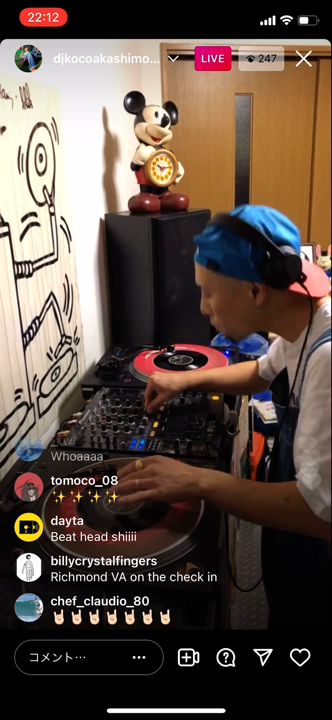 22:12
djkocoakashimo...
LIVE
247
Whoaaaa
tomoco_08
✨✨✨✨
dayta
Beat head shiiii
billycrystalfingers
Richmond VA on the check in
chef_claudio_80
🤘🏻🤘🏻🤘🏻🤘🏻🤘🏻🤘🏻🤘🏻
コメント…